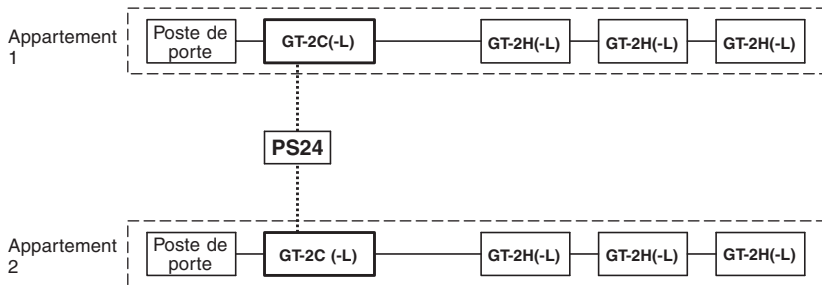 Appartement
1
Poste de
porte
GT-2C(-L)
GT-2H(-L)
GT-2H(-L)
GT-2H(-L)
PS24
Appartement
2
Poste de
porte
GT-2C (-L)
GT-2H(-L)
GT-2H(-L)
GT-2H(-L)